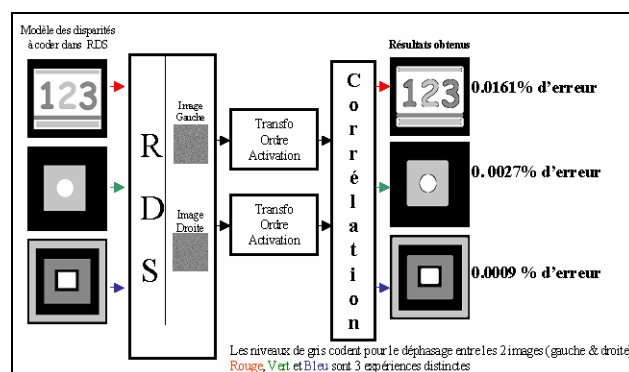 Modèle des disparités
à coder dans RDS
Résultats obtenus
123
R
D
S
Image
Gauche
Image
Droite
Transfo
Ordre
Activation
Transfo
Ordre
Activation
Corrélation
123
0.0161% d'erreur
0.0027% d'erreur
0.0009 % d'erreur
Les niveaux de gris codent pour le déphasage entre les 2 images (gauche & droite)
Rouge, Vert et Bleu sont 3 expériences distinctes